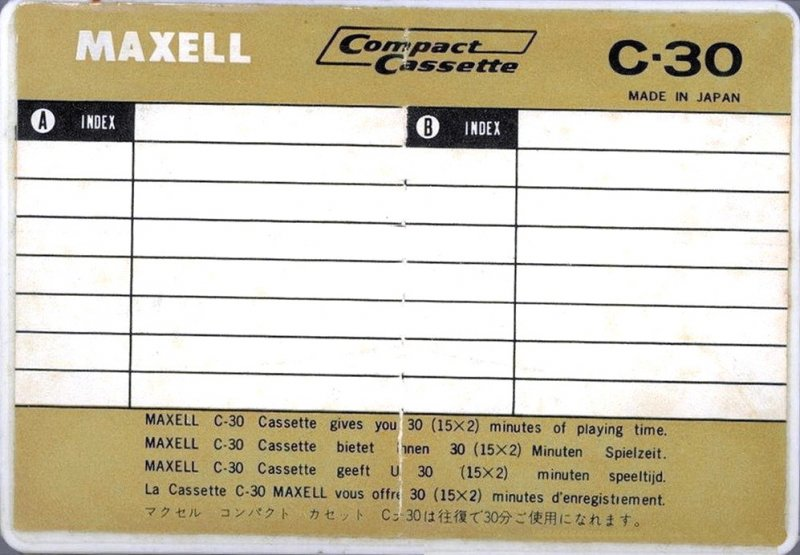 MAXELL
Compact Cassette
C·30
MADE IN JAPAN
A INDEX
B INDEX
MAXELL C-30 Cassette gives you 30 (15×2) minutes of playing time.
MAXELL C-30 Cassette bietet Ihnen 30 (15×2) Minuten Spielzeit.
MAXELL C-30 Cassette geeft U 30 (15×2) minuten speeltijd.
La Cassette C-30 MAXELL vous offre 30 (15×2) minutes d'enregistrement.
マクセル コンパクト カセット C-30は往復で30分ご使用になれます。